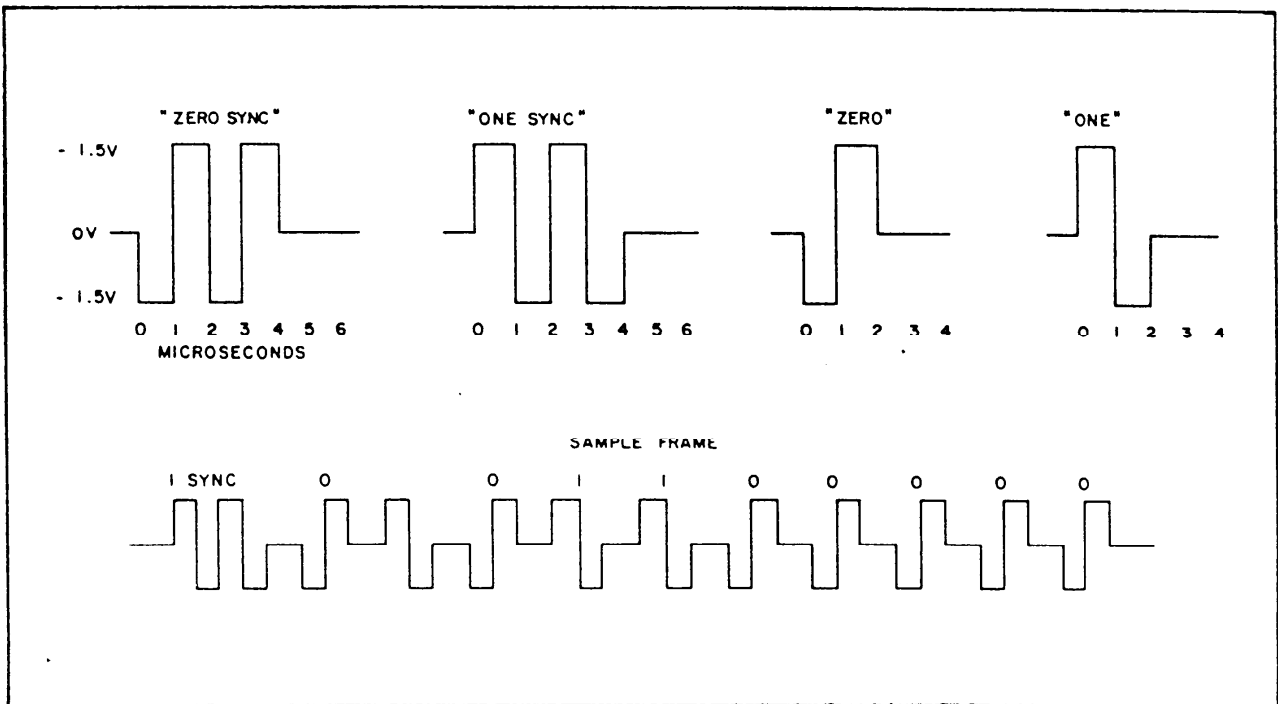 "ZERO SYNC" "ONE SYNC" "ZERO" "ONE"
- 1.5V
0V
- 1.5V
0 1 2 3 4 5 6 0 1 2 3 4 5 6 0 1 2 3 4 0 1 2 3 4
MICROSECONDS
SAMPLE FRAME
1 SYNC 0 0 1 1 0 0 0 0 0